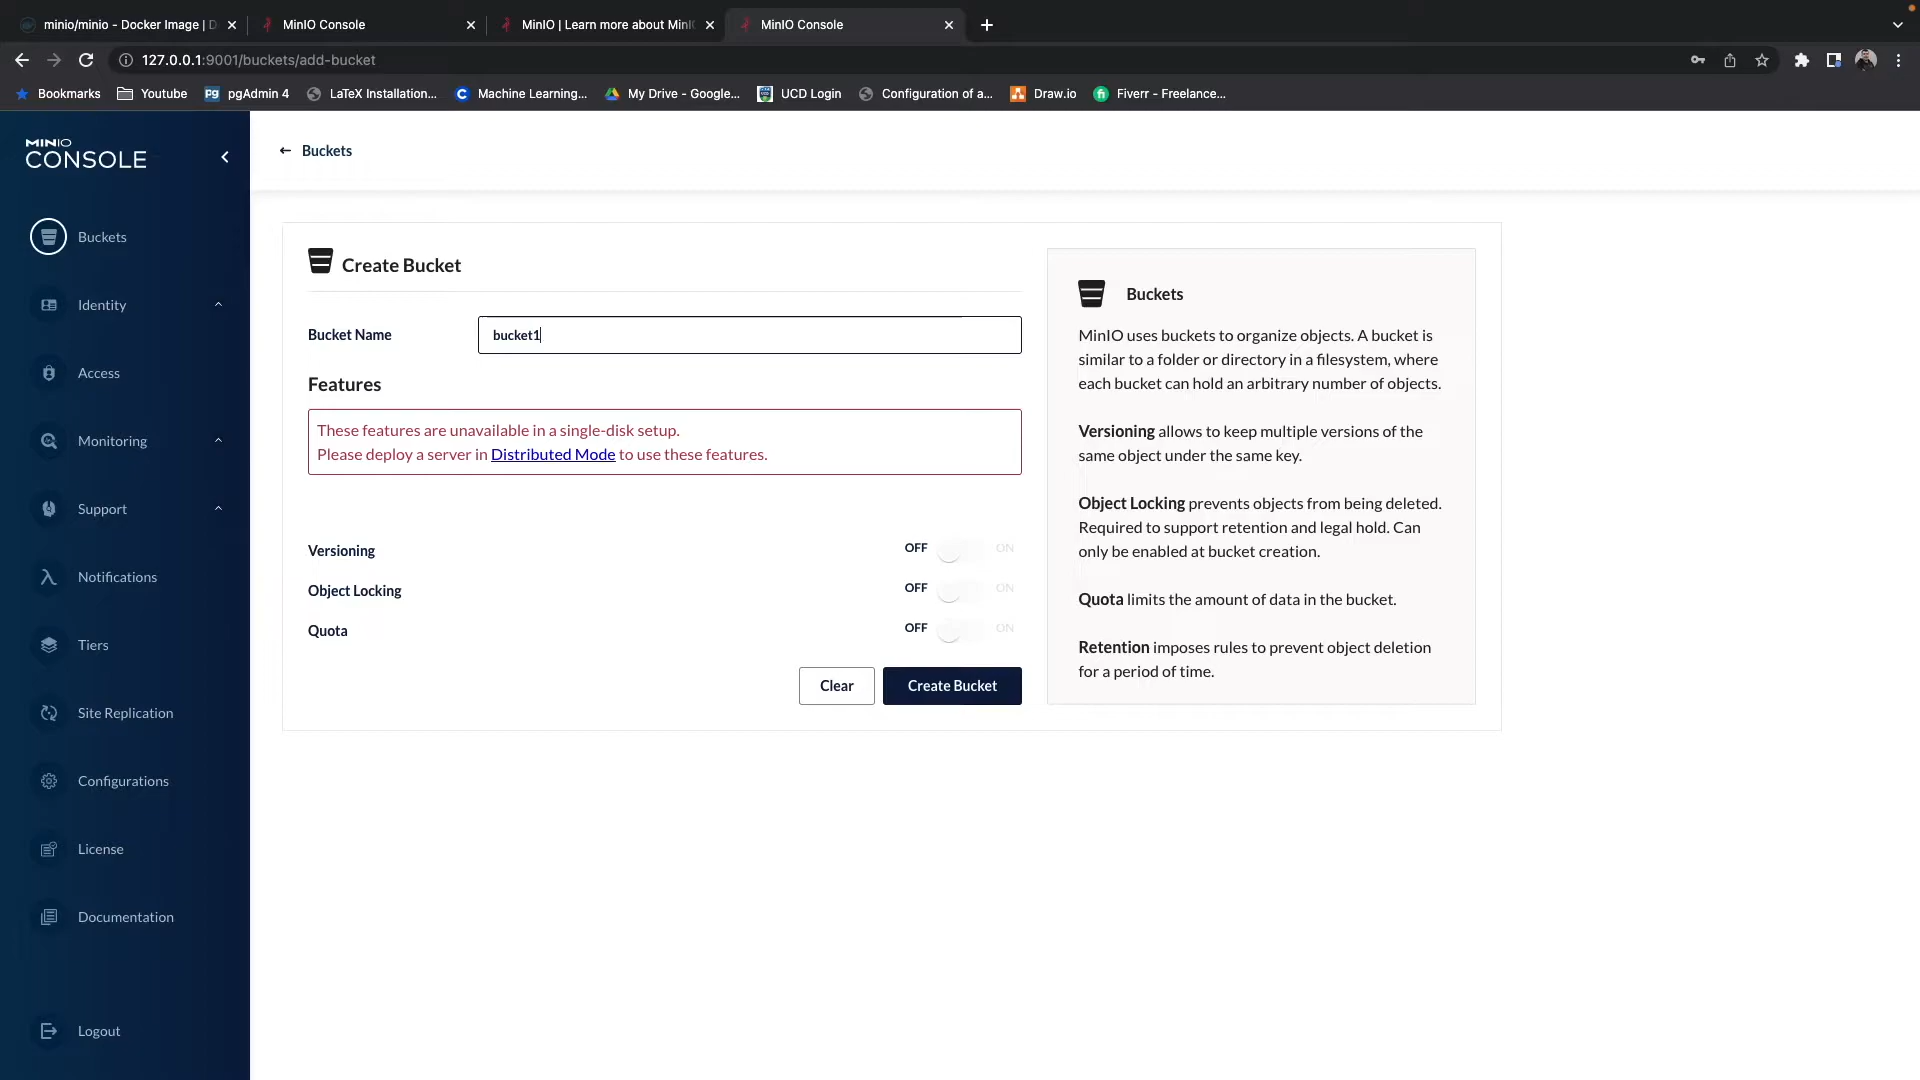 minio/minio - Docker Image | D
MinIO Console
MinIO | Learn more about MinI
MinIO Console
127.0.0.1:9001/buckets/add-bucket
Bookmarks
Youtube
Pg
pgAdmin 4
LaTeX Installation...
Machine Learning...
My Drive - Google...
UCD Login
Configuration of a...
Draw.io
Fiverr - Freelance...
MINIO
CONSOLE
Buckets
Identity
Access
Monitoring
Support
Notifications
Tiers
Site Replication
Configurations
License
Documentation
Logout
← Buckets
Create Bucket
Bucket Name
bucket1
Features
These features are unavailable in a single-disk setup.
Please deploy a server in Distributed Mode to use these features.
Versioning OFF ON
Object Locking OFF ON
Quota OFF ON
Clear
Create Bucket
Buckets
MinIO uses buckets to organize objects. A bucket is
similar to a folder or directory in a filesystem, where
each bucket can hold an arbitrary number of objects.
Versioning allows to keep multiple versions of the
same object under the same key.
Object Locking prevents objects from being deleted.
Required to support retention and legal hold. Can
only be enabled at bucket creation.
Quota limits the amount of data in the bucket.
Retention imposes rules to prevent object deletion
for a period of time.